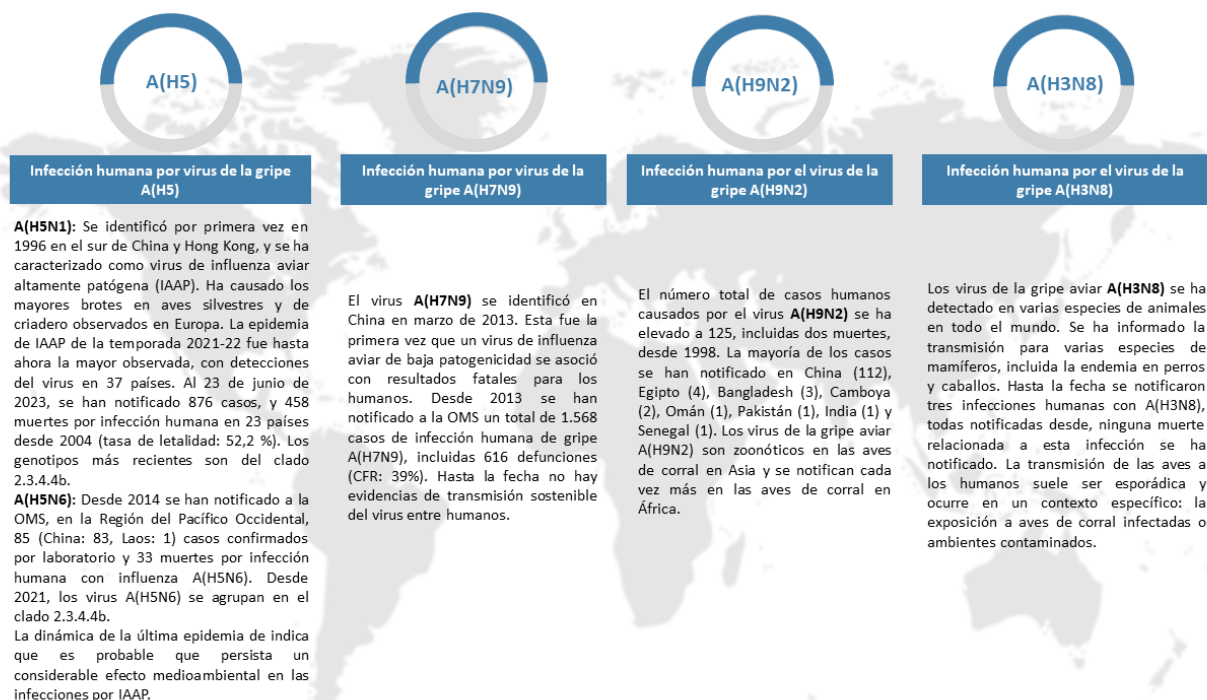 A(H5)
Infección humana por virus de la gripe
A(H5)
A(H5N1): Se identificó por primera vez en
1996 en el sur de China y Hong Kong, y se ha
caracterizado como virus de influenza aviar
altamente patógena (IAAP). Ha causado los
mayores brotes en aves silvestres y de
criadero observados en Europa. La epidemia
de IAAP de la temporada 2021-22 fue hasta
ahora la mayor observada, con detecciones
del virus en 37 países. Al 23 de junio de
2023, se han notificado 876 casos, y 458
muertes por infección humana en 23 países
desde 2004 (tasa de letalidad: 52,2 %). Los
genotipos más recientes son del clado
2.3.4.4b.
A(H5N6): Desde 2014 se han notificado a la
OMS, en la Región del Pacífico Occidental,
85 (China: 83, Laos: 1) casos confirmados
por laboratorio y 33 muertes por infección
humana con influenza A(H5N6). Desde
2021, los virus A(H5N6) se agrupan en el
clado 2.3.4.4b.
La dinámica de la última epidemia de indica
que es probable que persista un
considerable efecto medioambiental en las
infecciones por IAAP.
A(H7N9)
Infección humana por virus de la
gripe A(H7N9)
El virus A(H7N9) se identificó en
China en marzo de 2013. Esta fue la
primera vez que un virus de influenza
aviar de baja patogenicidad se asoció
con resultados fatales para los
humanos. Desde 2013 se han
notificado a la OMS un total de 1.568
casos de infección humana de gripe
A(H7N9), incluidas 616 defunciones
(CFR: 39%). Hasta la fecha no hay
evidencias de transmisión sostenible
del virus entre humanos.
A(H9N2)
Infección humana por el virus de la
gripe A(H9N2)
El número total de casos humanos
causados por el virus A(H9N2) se ha
elevado a 125, incluidas dos muertes,
desde 1998. La mayoría de los casos
se han notificado en China (112),
Egipto (4), Bangladesh (3), Camboya
(2), Omán (1), Pakistán (1), India (1) y
Senegal (1). Los virus de la gripe aviar
A(H9N2) son zoonóticos en las aves
de corral en Asia y se notifican cada
vez más en las aves de corral en
África.
A(H3N8)
Infección humana por el virus de la
gripe A(H3N8)
Los virus de la gripe aviar A(H3N8) se ha
detectado en varias especies de animales
en todo el mundo. Se ha informado la
transmisión para varias especies de
mamíferos, incluida la endemia en perros
y caballos. Hasta la fecha se notificaron
tres infecciones humanas con A(H3N8),
todas notificadas desde, ninguna muerte
relacionada a esta infección se ha
notificado. La transmisión de las aves a
los humanos suele ser esporádica y
ocurre en un contexto específico: la
exposición a aves de corral infectadas o
ambientes contaminados.